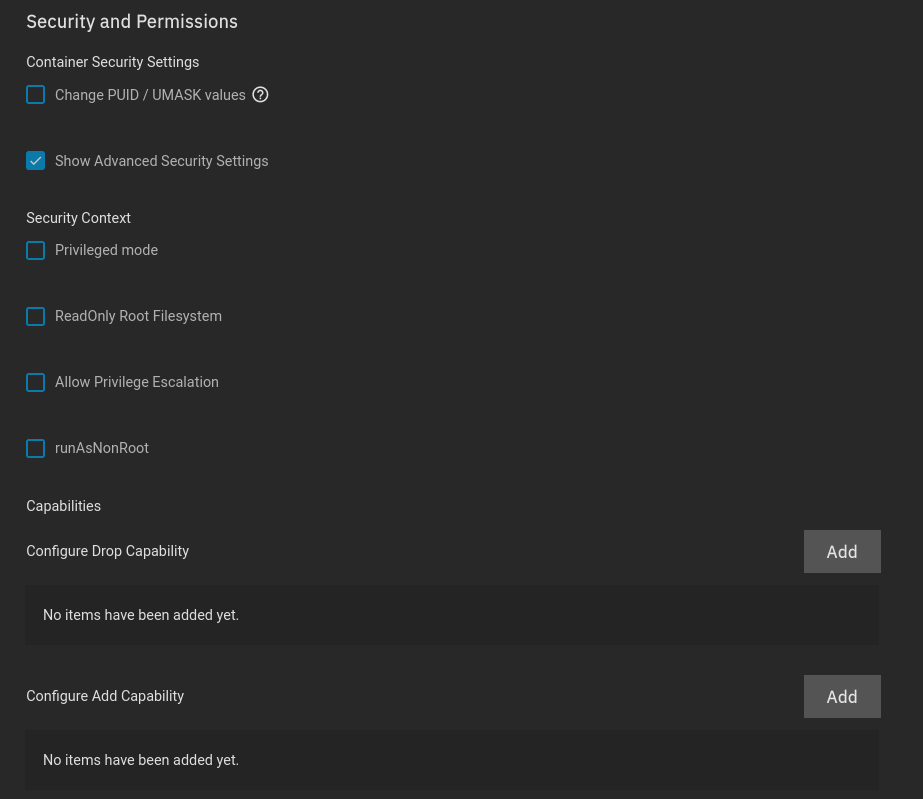 Security and Permissions
Container Security Settings
Change PUID / UMASK values
Show Advanced Security Settings
Security Context
Privileged mode
ReadOnly Root Filesystem
Allow Privilege Escalation
runAsNonRoot
Capabilities
Configure Drop Capability
Add
No items have been added yet.
Configure Add Capability
Add
No items have been added yet.